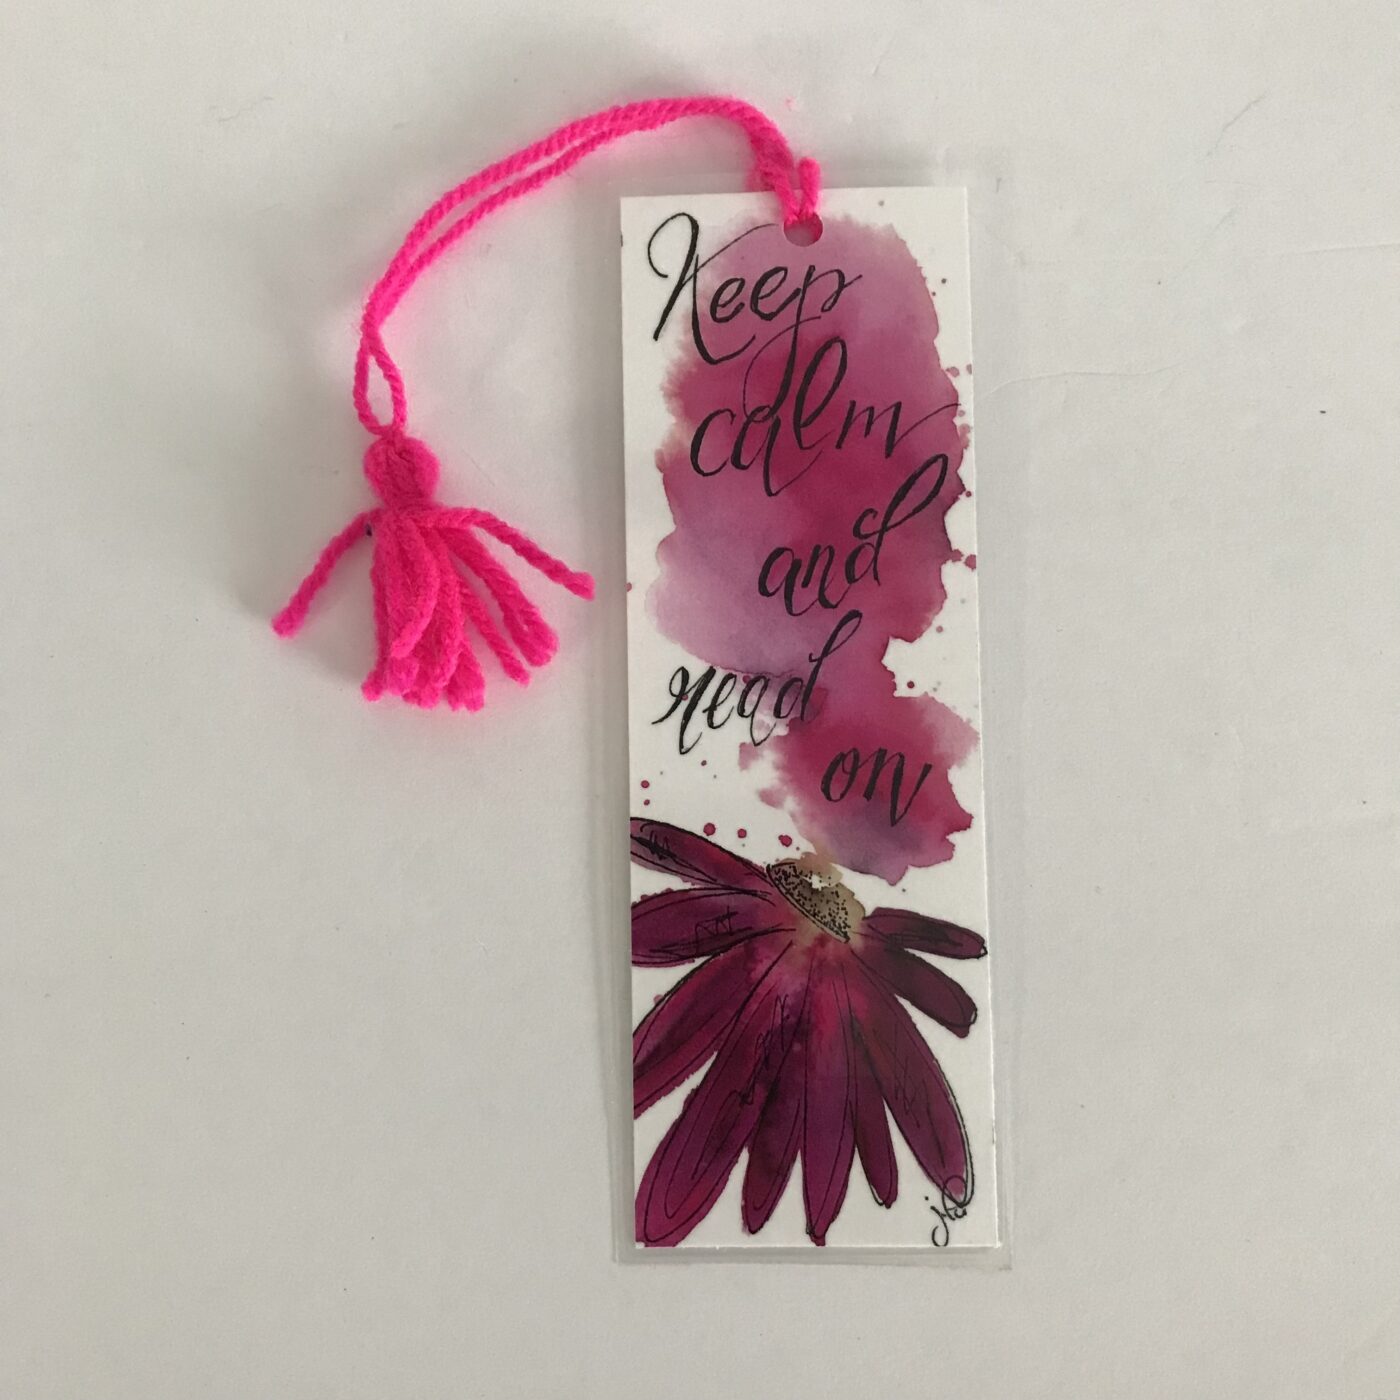 Keep
calm
and
read
on